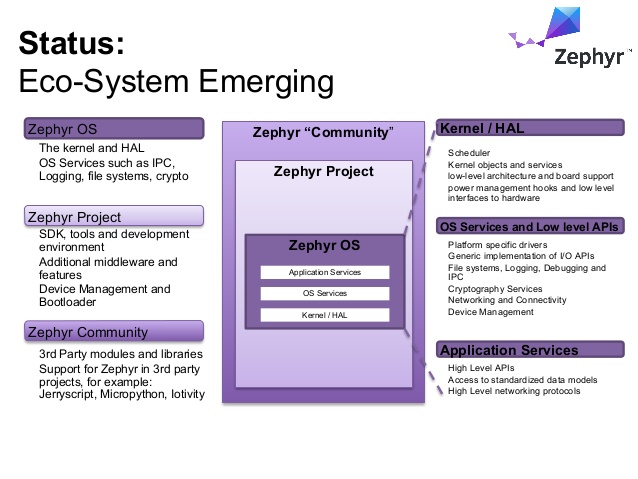 Status:
Eco-System Emerging
Zephyr™
Zephyr OS
The kernel and HAL
OS Services such as IPC,
Logging, file systems, crypto
Zephyr Project
SDK, tools and development
environment
Additional middleware and
features
Device Management and
Bootloader
Zephyr Community
3rd Party modules and libraries
Support for Zephyr in 3rd party
projects, for example:
Jerryscript, Micropython, Iotivity
Zephyr “Community”
Zephyr Project
Zephyr OS
Application Services
OS Services
Kernel / HAL
Kernel / HAL
Scheduler
Kernel objects and services
low-level architecture and board support
power management hooks and low level
interfaces to hardware
OS Services and Low level APIs
Platform specific drivers
Generic implementation of I/O APIs
File systems, Logging, Debugging and
IPC
Cryptography Services
Networking and Connectivity
Device Management
Application Services
High Level APIs
Access to standardized data models
High Level networking protocols